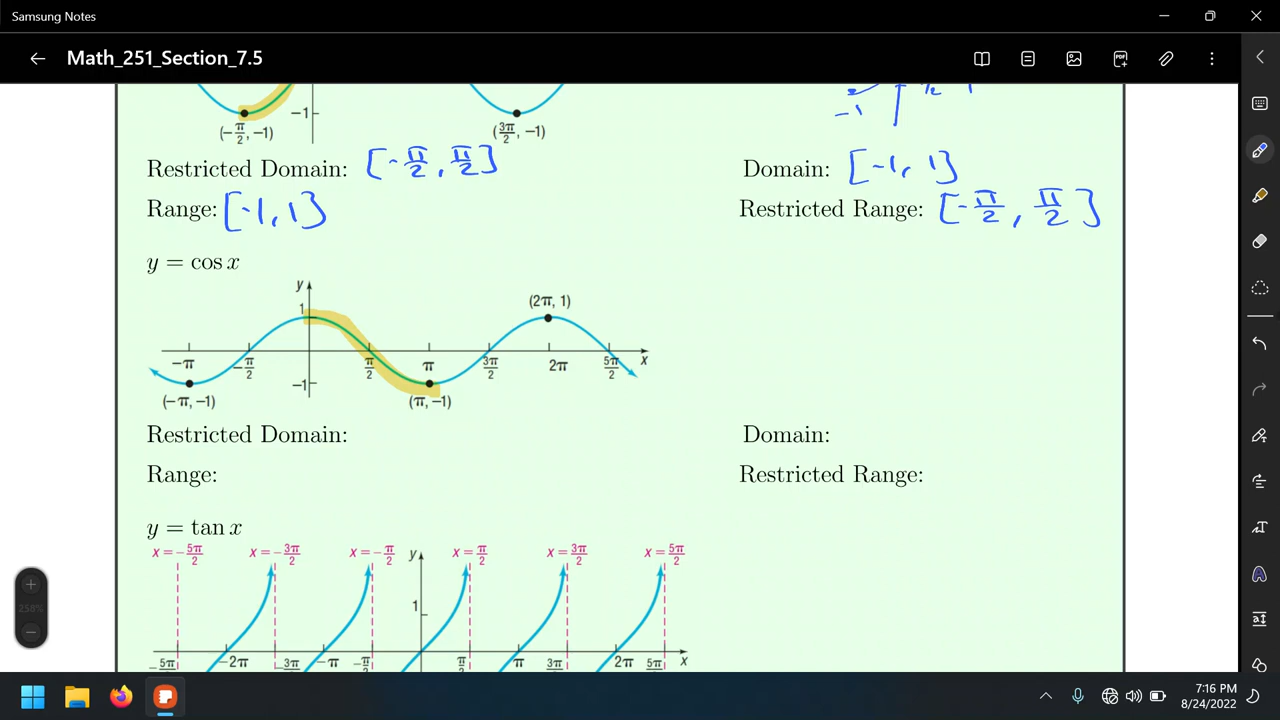 Samsung Notes
Math_251_Section_7.5
-1
(-π/2, -1)
(3π/2, -1)
-1
Restricted Domain: [-π/2, π/2]
Domain: [-1, 1]
Range: [-1, 1]
Restricted Range: [-π/2, π/2]
y = cos x
y
1
(2π, 1)
-π -π/2 π/2 π 3π/2 2π 5π/2 x
-1
(-π, -1) (π, -1)
Restricted Domain:
Domain:
Range:
Restricted Range:
y = tan x
x = -5π/2 x = -3π/2 x = -π/2 y x = π/2 x = 3π/2 x = 5π/2
1
258%
-5π -2π -3π -π -π π π 3π 2π 5π x
7:16 PM
8/24/2022